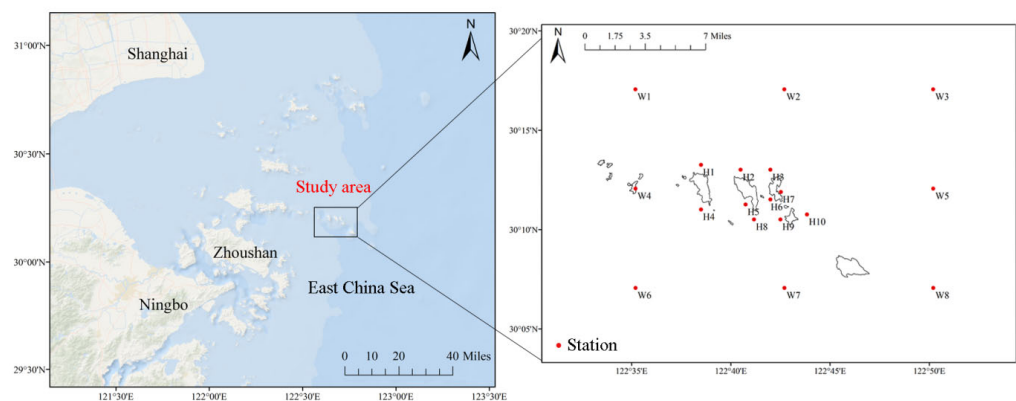 N
31°00'N
30°30'N
30°00'N
29°30'N
Shanghai
Study area
Zhoushan
Ningbo
East China Sea
0 10 20 40 Miles
121°30'E
122°00'E
122°30'E
123°00'E
123°30'E
0 1.75 3.5 7 Miles
N
30°20'N
30°15'N
30°10'N
30°05'N
W1
W2
W3
H1
H2
H3
W4
H7
W5
H4
H5
H6
H8
H9
H10
W6
W7
W8
Station
122°35'E
122°40'E
122°45'E
122°50'E